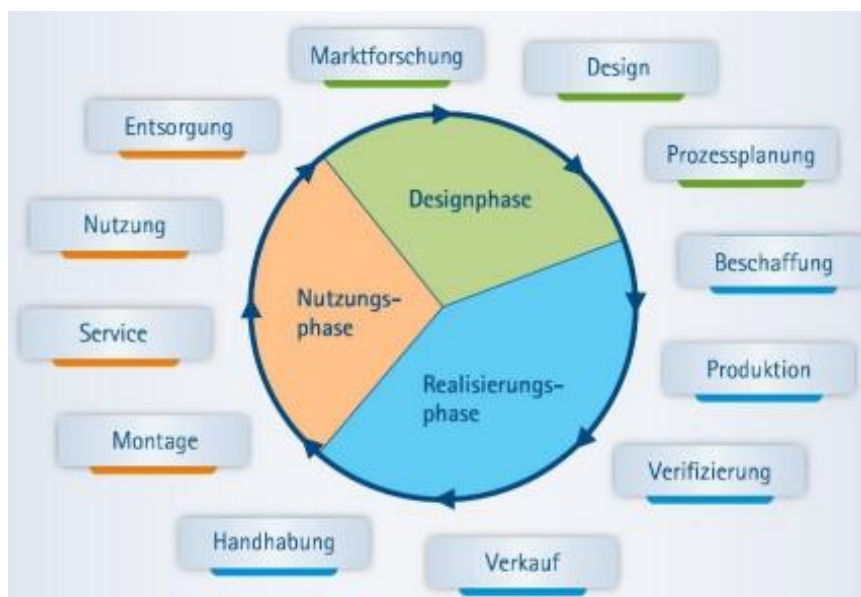 Marktforschung
Design
Prozessplanung
Beschaffung
Produktion
Verifizierung
Verkauf
Handhabung
Montage
Service
Nutzung
Entsorgung
Designphase
Realisierungs-
phase
Nutzungs-
phase